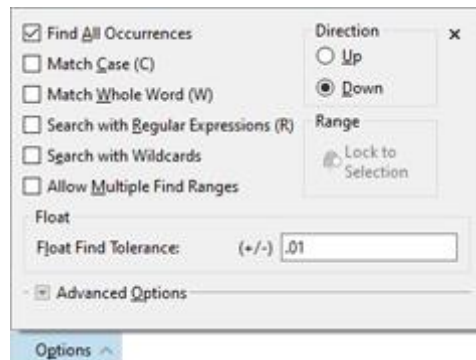 Find All Occurrences
Match Case (C)
Match Whole Word (W)
Search with Regular Expressions (R)
Search with Wildcards
Allow Multiple Find Ranges
Direction
Up
Down
Range
Lock to
Selection
Float
Float Find Tolerance: (+/-) .01
Advanced Options
Options